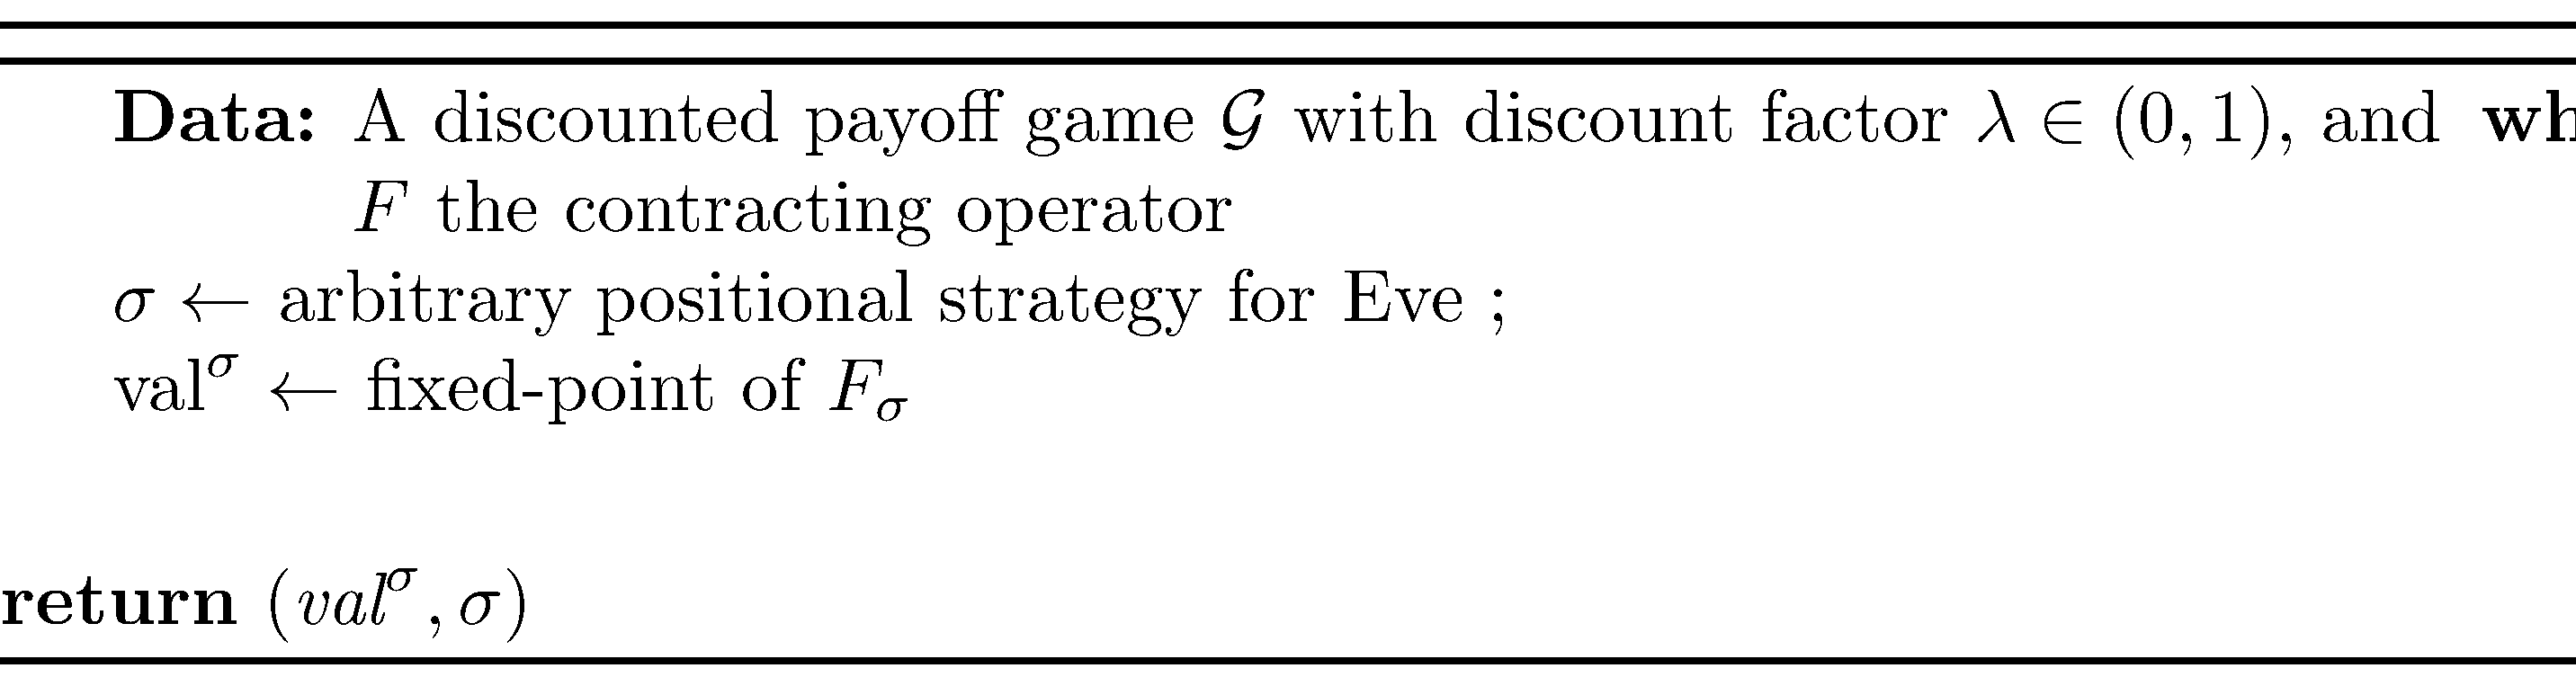 Data: A discounted payoff game 𝒢 with discount factor λ ∈ (0, 1), and wh
F the contracting operator
σ ← arbitrary positional strategy for Eve ;
val^σ ← fixed-point of F_σ
return (val^σ, σ)